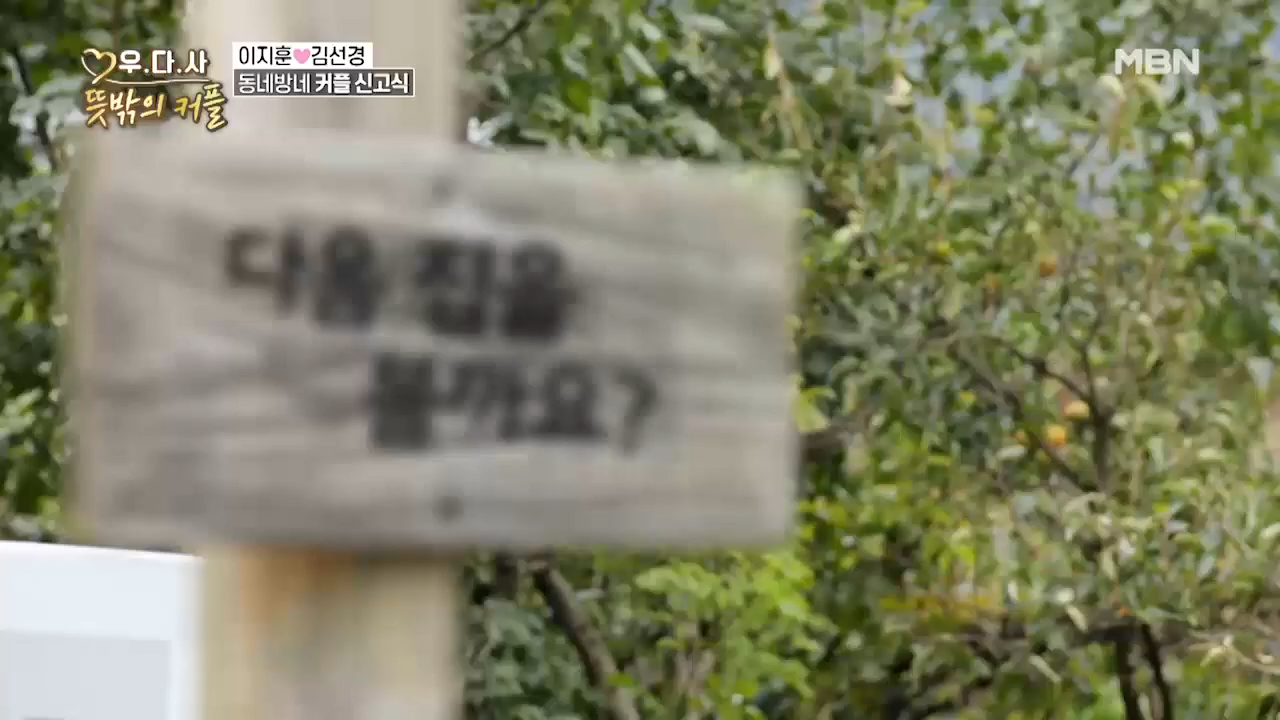 우.다.사
뜻밖의 커플
이지훈♥김선경
동네방네 커플 신고식
MBN
다음 집을
볼까요?